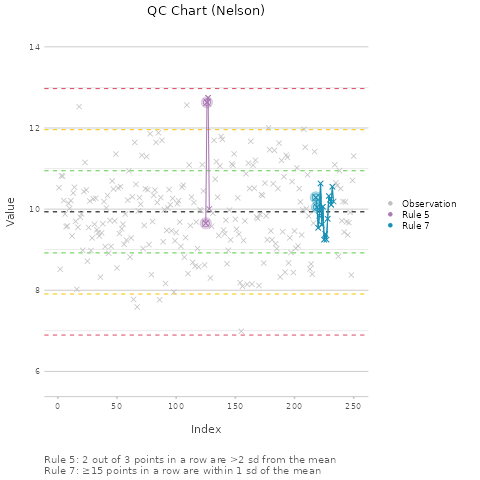 QC Chart (Nelson)
14
12
10
8
6
Value
0
50
100
150
200
250
Index
Observation
Rule 5
Rule 7
Rule 5: 2 out of 3 points in a row are >2 sd from the mean
Rule 7: ≥15 points in a row are within 1 sd of the mean